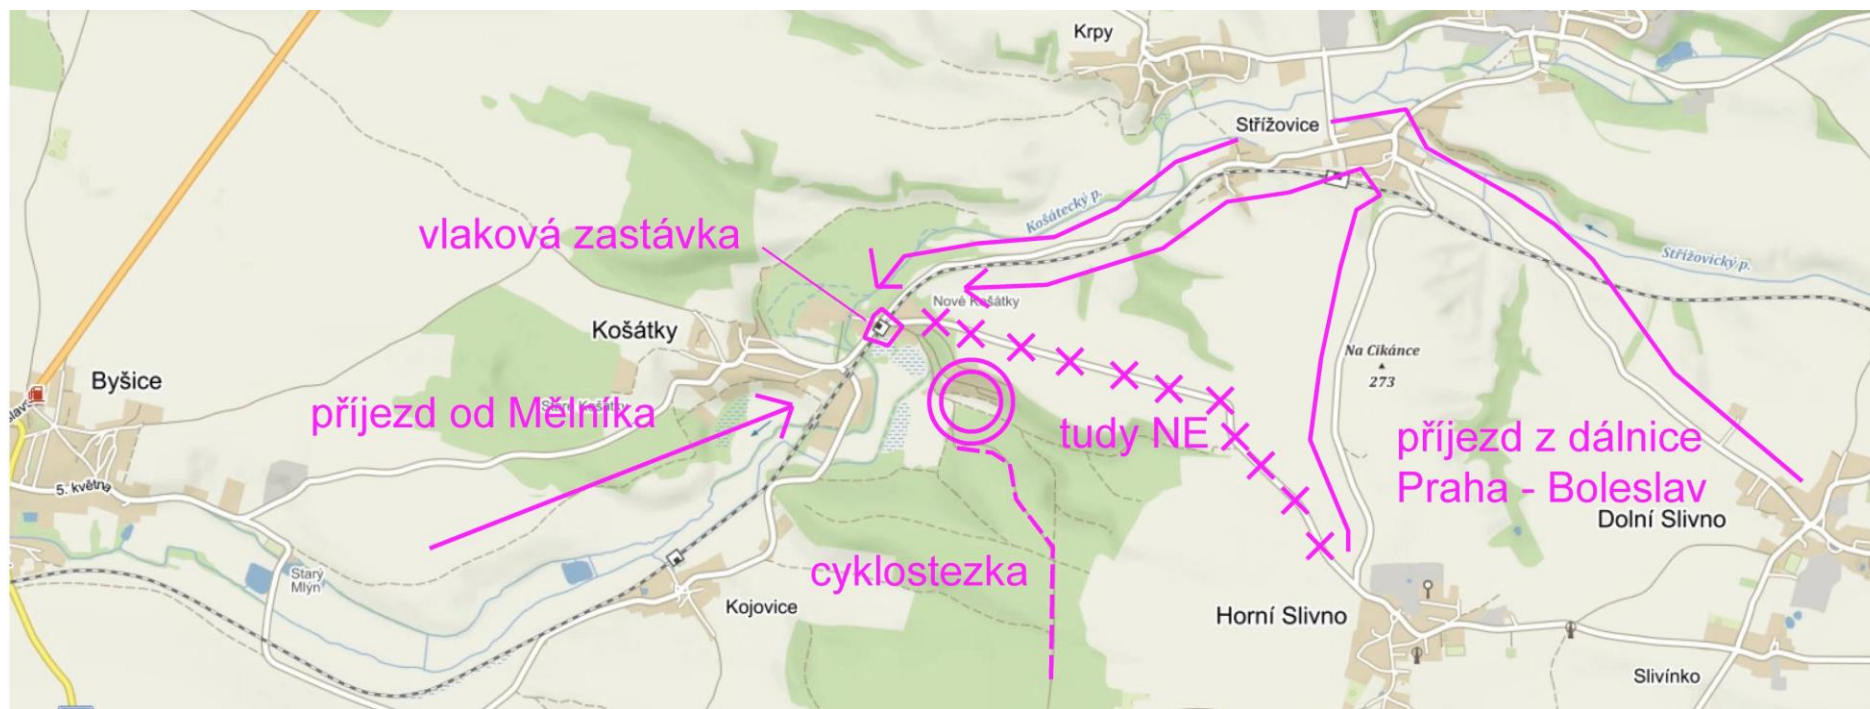 Krpy
Střížovice
Košátecký p.
vlaková zastávka
Střížovický p.
Nové Košátky
Košátky
Na Cikánce
273
Byšice
příjezd od Mělníka
tudy NE
příjezd z dálnice
Praha - Boleslav
5. května
Dolní Slivno
cyklostezka
Starý
Mlýn
Kojovice
Horní Slivno
Slivínko